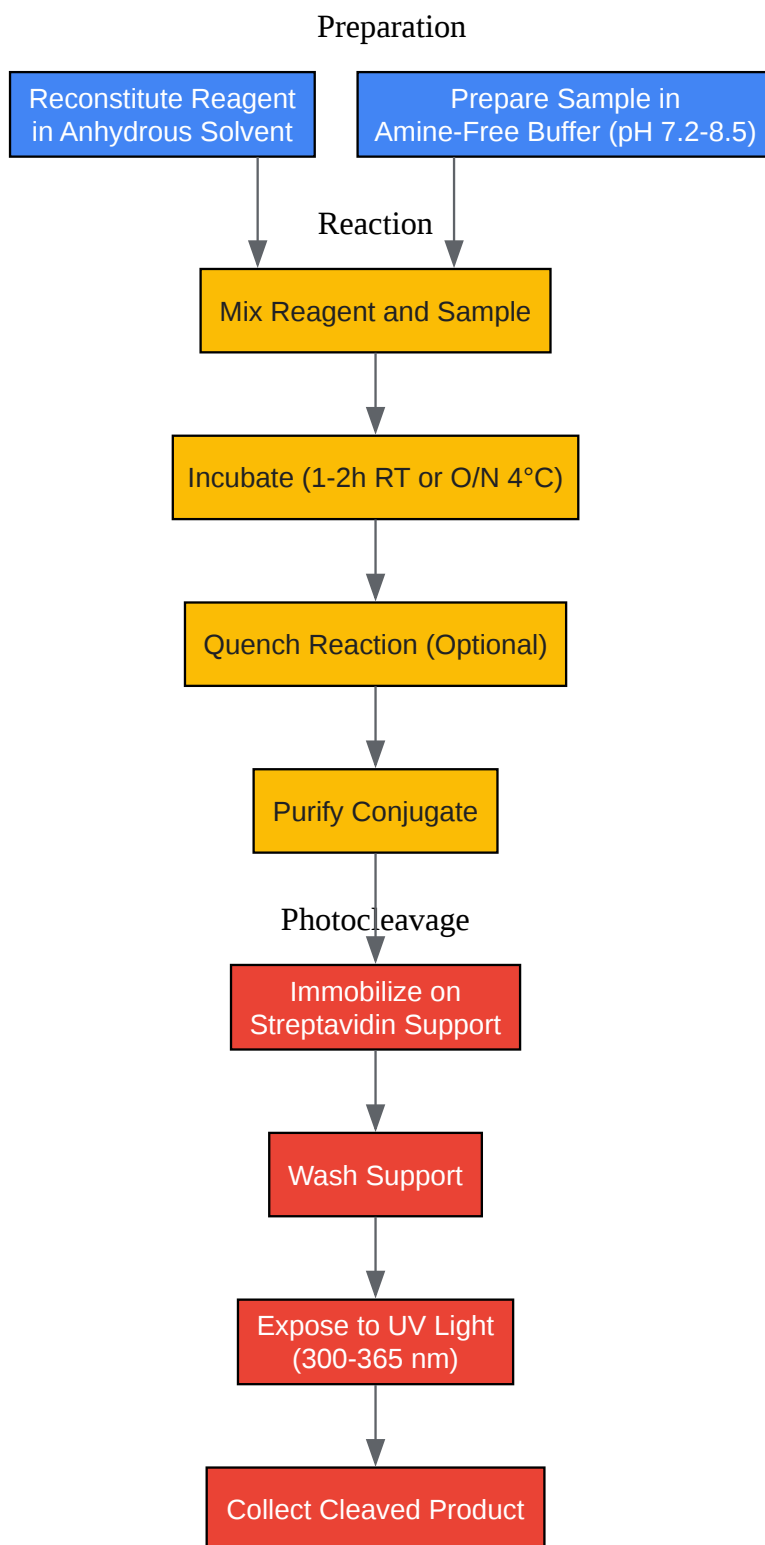 Preparation
Reconstitute Reagent
in Anhydrous Solvent
Prepare Sample in
Amine-Free Buffer (pH 7.2-8.5)
Reaction
Mix Reagent and Sample
Incubate (1-2h RT or O/N 4°C)
Quench Reaction (Optional)
Purify Conjugate
Photocleavage
Immobilize on
Streptavidin Support
Wash Support
Expose to UV Light
(300-365 nm)
Collect Cleaved Product